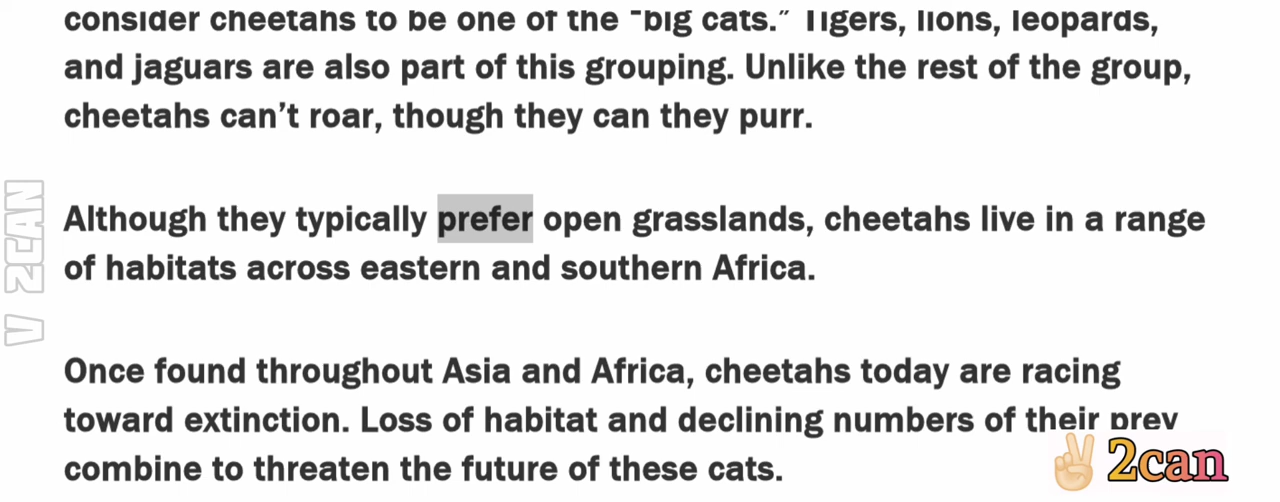 consider cheetahs to be one of the "big cats." Tigers, lions, leopards,
and jaguars are also part of this grouping. Unlike the rest of the group,
cheetahs can't roar, though they can they purr.
Although they typically prefer open grasslands, cheetahs live in a range
of habitats across eastern and southern Africa.
Once found throughout Asia and Africa, cheetahs today are racing
toward extinction. Loss of habitat and declining numbers of their prey
combine to threaten the future of these cats.
V 2CAN
✌🏻 2can